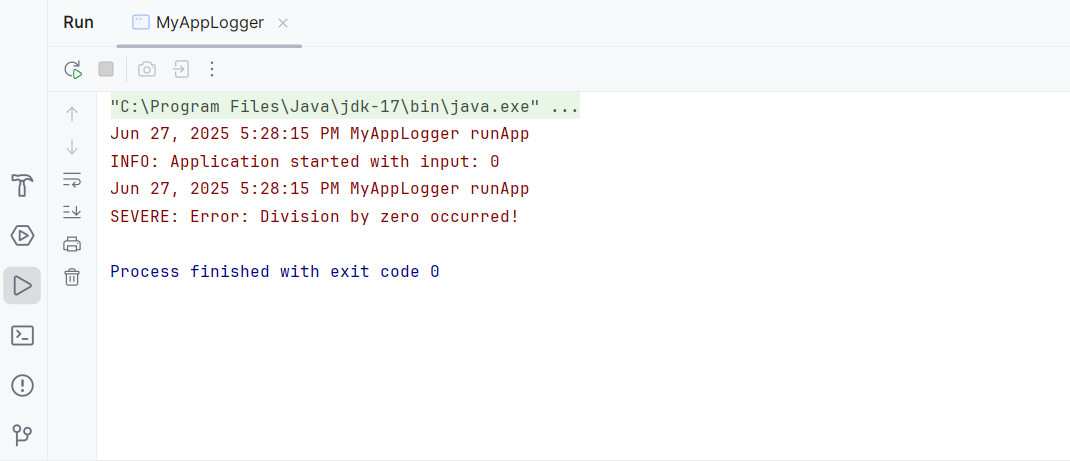 Run MyAppLogger
"C:\Program Files\Java\jdk-17\bin\java.exe" ...
Jun 27, 2025 5:28:15 PM MyAppLogger runApp
INFO: Application started with input: 0
Jun 27, 2025 5:28:15 PM MyAppLogger runApp
SEVERE: Error: Division by zero occurred!
Process finished with exit code 0